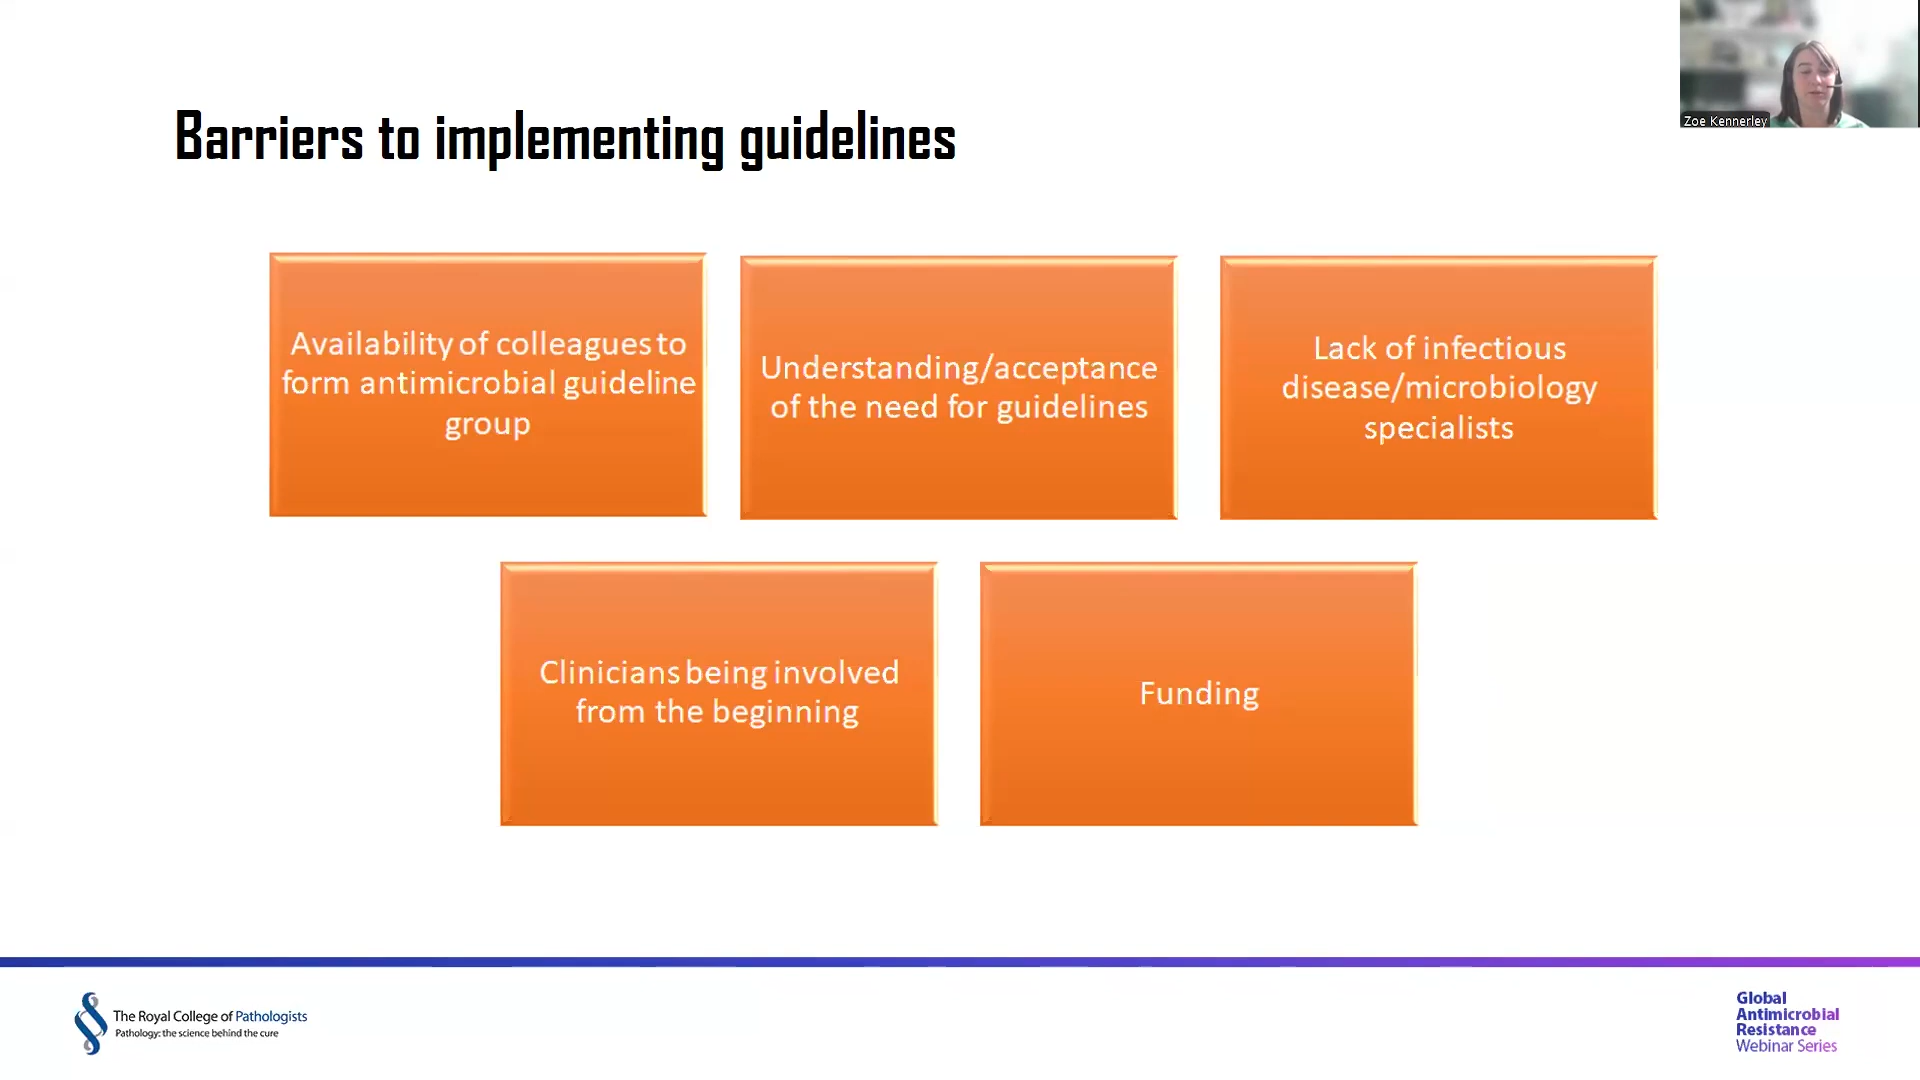 Zoe Kennerley
Barriers to implementing guidelines
Availability of colleagues to
form antimicrobial guideline
group
Understanding/acceptance
of the need for guidelines
Lack of infectious
disease/microbiology
specialists
Clinicians being involved
from the beginning
Funding
The Royal College of Pathologists
Pathology: the science behind the cure
Global
Antimicrobial
Resistance
Webinar Series